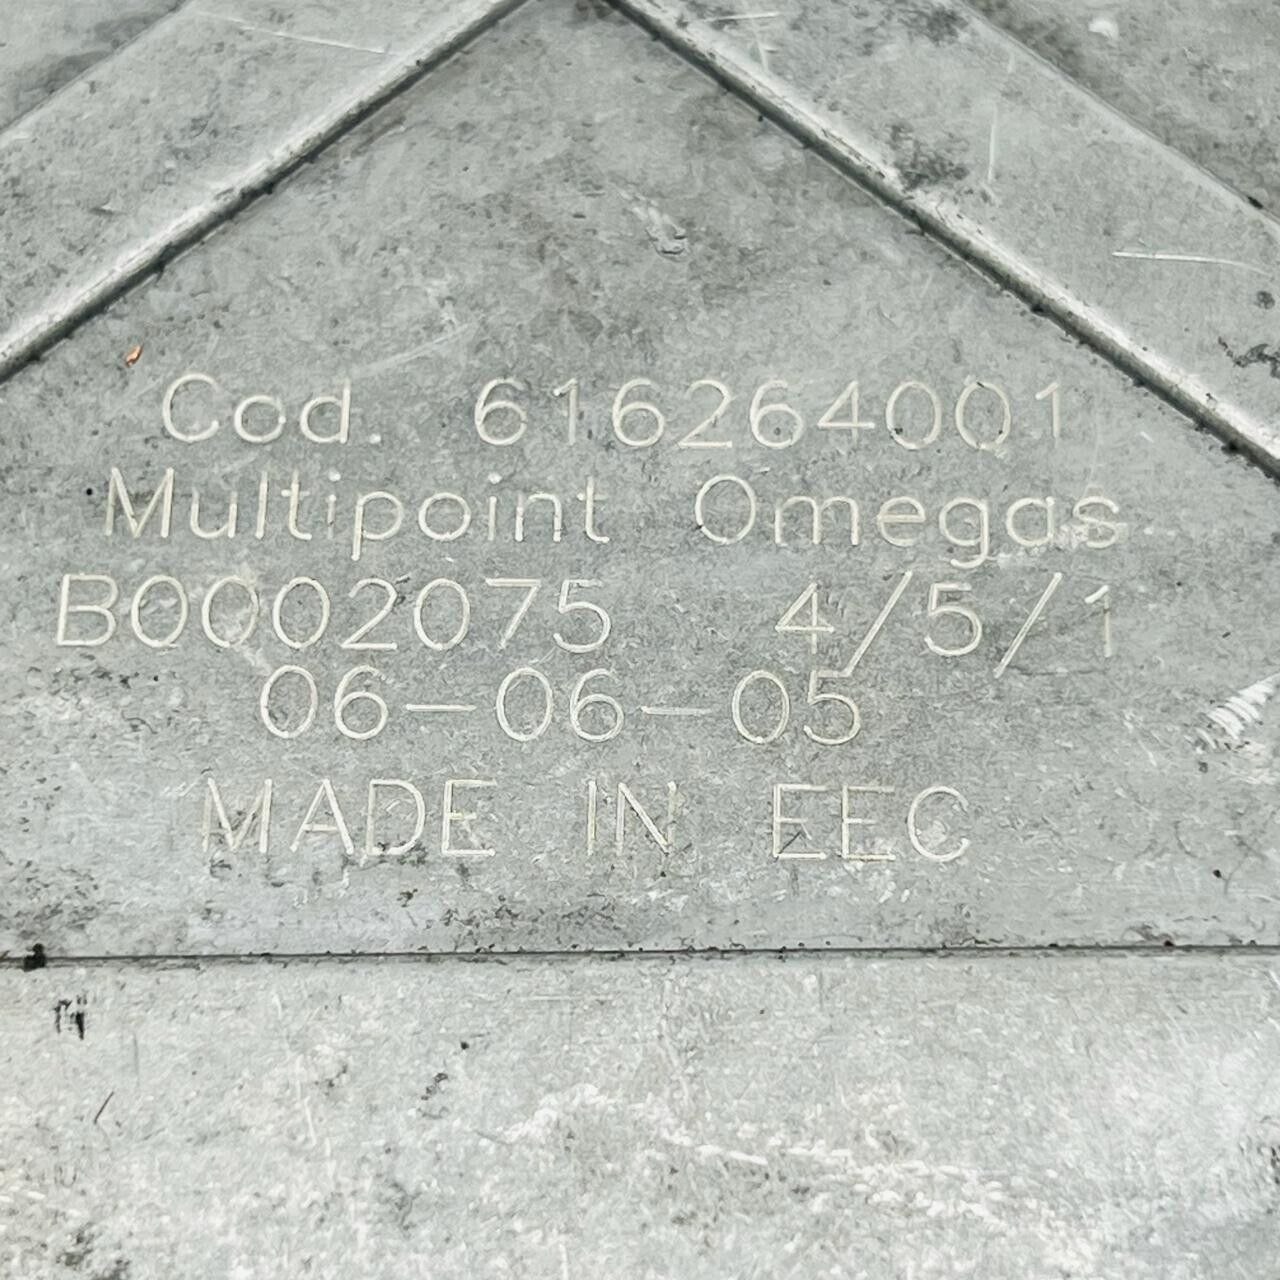 Cod. 616264001
Multipoint Omegas
B0002075 4/5/1
06-06-05
MADE IN EEC